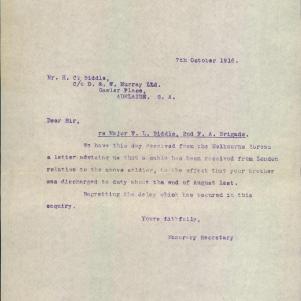 7th October 1916.
Mr. H. C. Biddle,
C/o D. & W. Murray Ltd.
Gawler Place,
ADELAIDE. S. A.
Dear Sir,
re Major F. L. Biddle, 2nd F. A. Brigade.
We have this day received from the Melbourne Bureau
a letter advising us that a cable has been received from London
relative to the above soldier, to the effect that your brother
was discharged to duty about the end of August last.
Regretting the delay which has occured in this
enquiry.
Yours faithfully,
Honorary Secretary